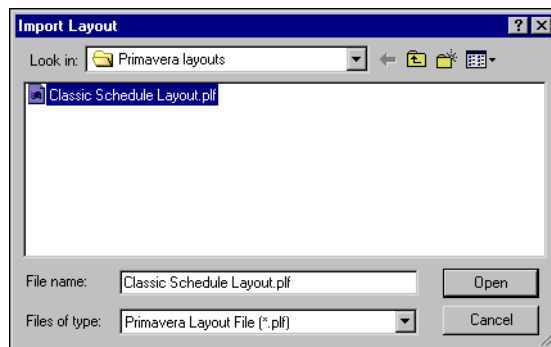 Import Layout
Look in: Primavera layouts
Classic Schedule Layout.plf
File name: Classic Schedule Layout.plf Open
Files of type: Primavera Layout File (*.plf) Cancel